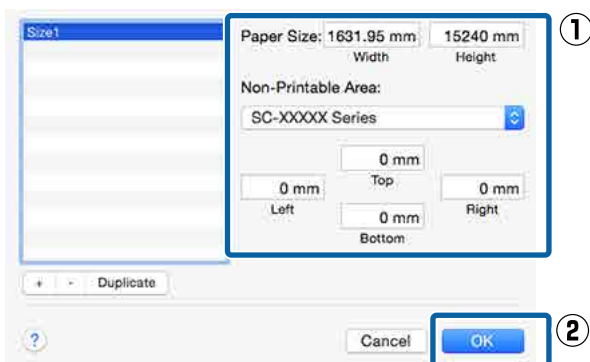 Size1
Paper Size: 1631.95 mm 15240 mm
Width Height
Non-Printable Area:
SC-XXXXX Series
0 mm
Top
0 mm 0 mm
Left Right
0 mm
Bottom
+ - Duplicate
? Cancel OK
1
2